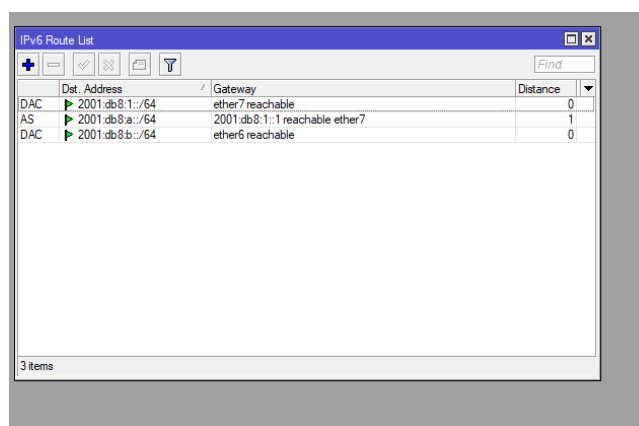 IPv6 Route List
Find
Dst. Address Gateway Distance
DAC 2001:db8:1::/64 ether7 reachable 0
AS 2001:db8:a::/64 2001:db8:1::1 reachable ether7 1
DAC 2001:db8:b::/64 ether6 reachable 0
3 items